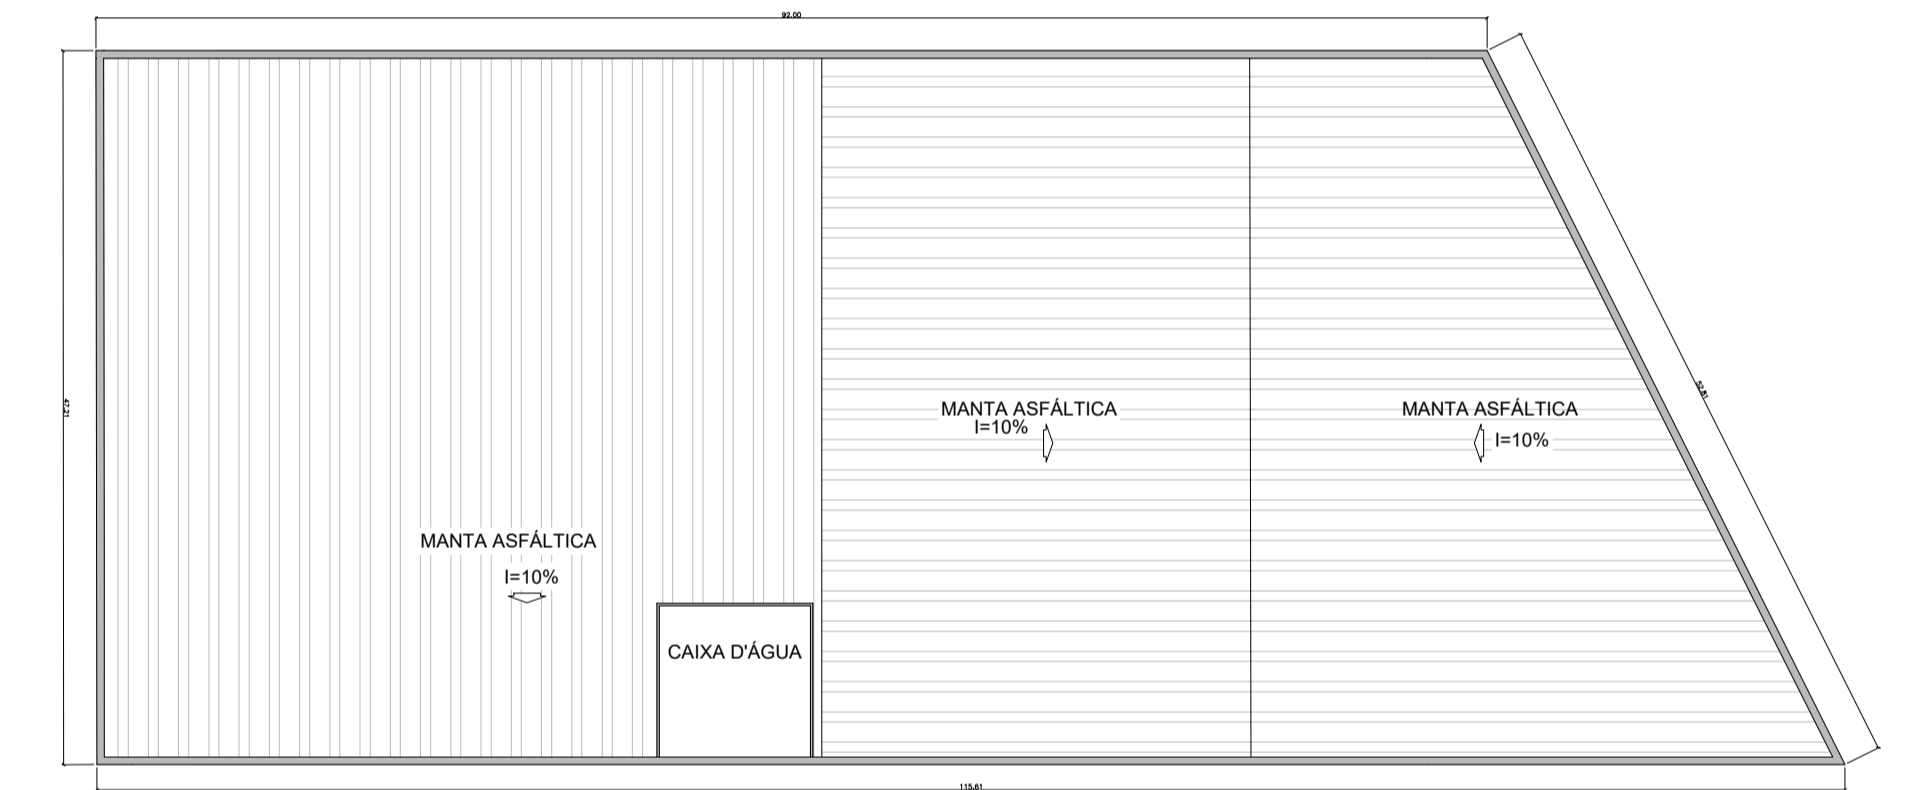 92.00
47.21
52.81
MANTA ASFÁLTICA
I=10%
MANTA ASFÁLTICA
I=10%
MANTA ASFÁLTICA
I=10%
CAIXA D'ÁGUA
115.61